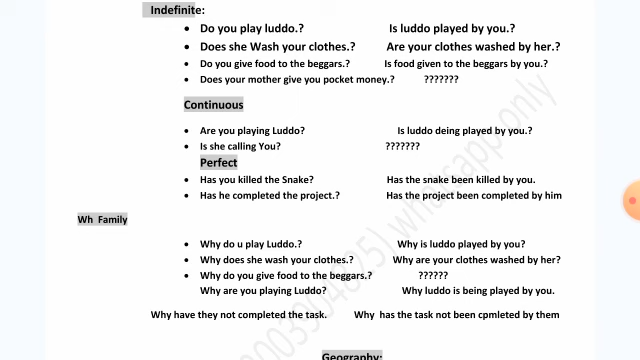 Indefinite:
• Do you play luddo.? Is luddo played by you.?
• Does she Wash your clothes.? Are your clothes washed by her.?
• Do you give food to the beggars.? Is food given to the beggars by you.?
• Does your mother give you pocket money.? ???????
Continuous
• Are you playing Luddo? Is luddo deing played by you.?
• Is she calling You? ???????
Perfect
• Has you killed the Snake? Has the snake been killed by you.
• Has he completed the project.? Has the project been completed by him
Wh Family
• Why do u play Luddo.? Why is luddo played by you?
• Why does she wash your clothes.? Why are your clothes washed by her?
• Why do you give food to the beggars.? ??????
Why are you playing Luddo? Why luddo is being played by you.
Why have they not completed the task. Why has the task not been cpmleted by them
Geography:
0003904825) whatsapp only